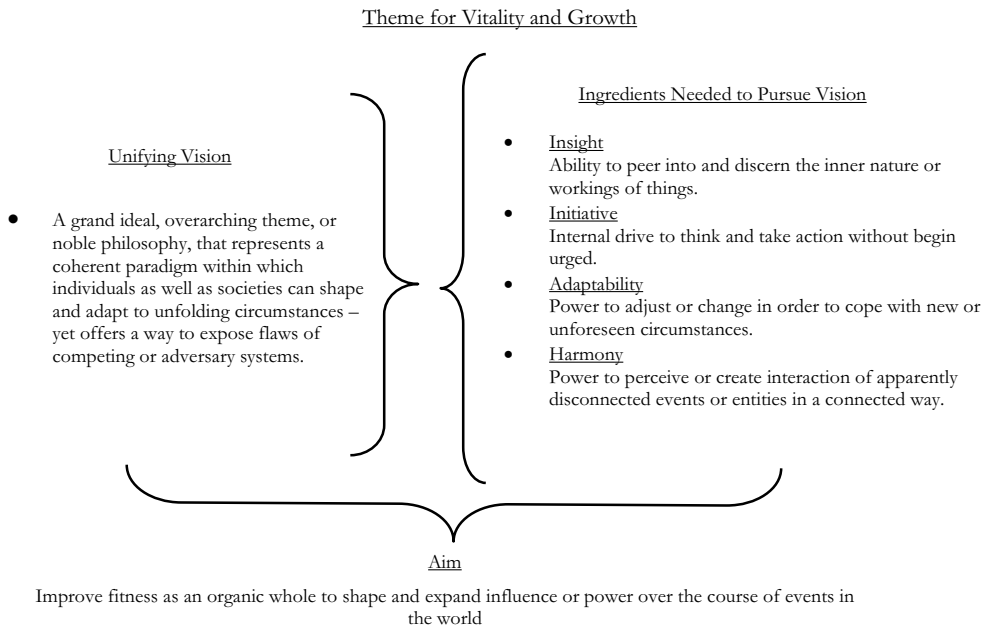 Theme for Vitality and Growth
Unifying Vision
• A grand ideal, overarching theme, or
noble philosophy, that represents a
coherent paradigm within which
individuals as well as societies can shape
and adapt to unfolding circumstances –
yet offers a way to expose flaws of
competing or adversary systems.
Ingredients Needed to Pursue Vision
• Insight
Ability to peer into and discern the inner nature or
workings of things.
• Initiative
Internal drive to think and take action without begin
urged.
• Adaptability
Power to adjust or change in order to cope with new or
unforeseen circumstances.
• Harmony
Power to perceive or create interaction of apparently
disconnected events or entities in a connected way.
Aim
Improve fitness as an organic whole to shape and expand influence or power over the course of events in
the world